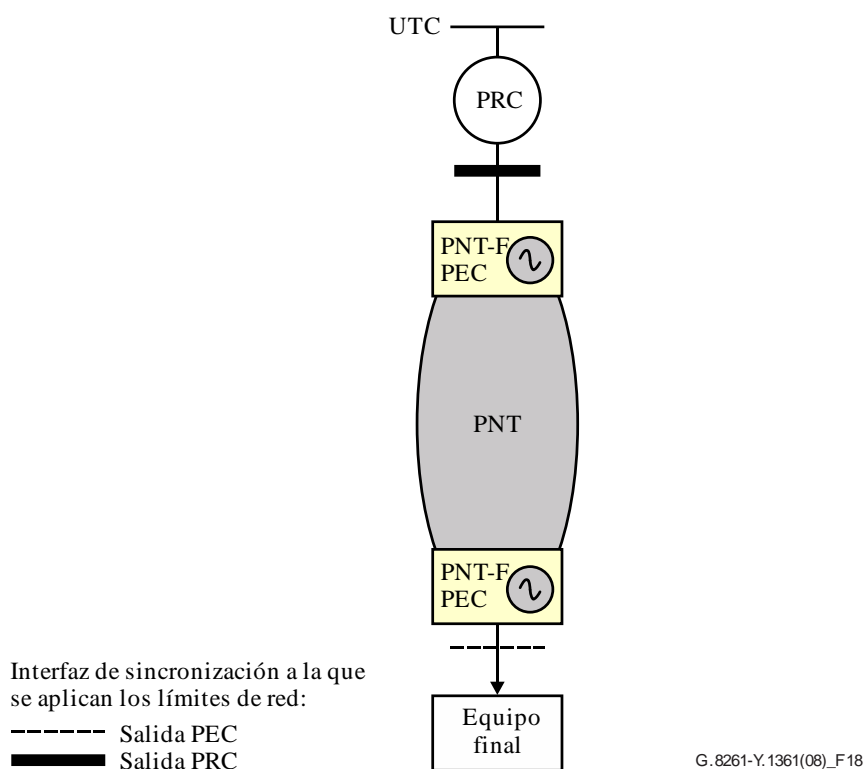 UTC
PRC
PNT-F
PEC
PNT
PNT-F
PEC
Interfaz de sincronización a la que
se aplican los límites de red:
Salida PEC
Salida PRC
Equipo
final
G.8261-Y.1361(08)_F18